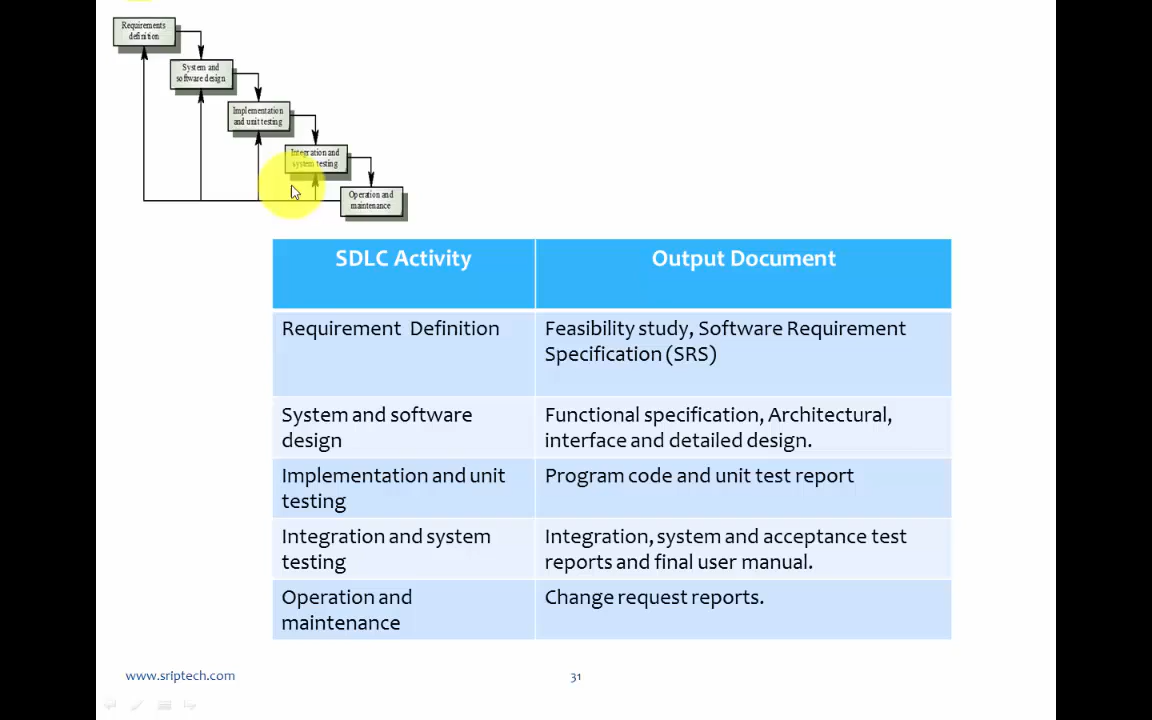 Requirements
definition
System and
software design
Implementation
and unit testing
Integration and
system testing
Operation and
maintenance
SDLC Activity
Output Document
Requirement  Definition
Feasibility study, Software Requirement
Specification (SRS)
System and software
design
Functional specification, Architectural,
interface and detailed design.
Implementation and unit
testing
Program code and unit test report
Integration and system
testing
Integration, system and acceptance test
reports and final user manual.
Operation and
maintenance
Change request reports.
www.sriptech.com
31